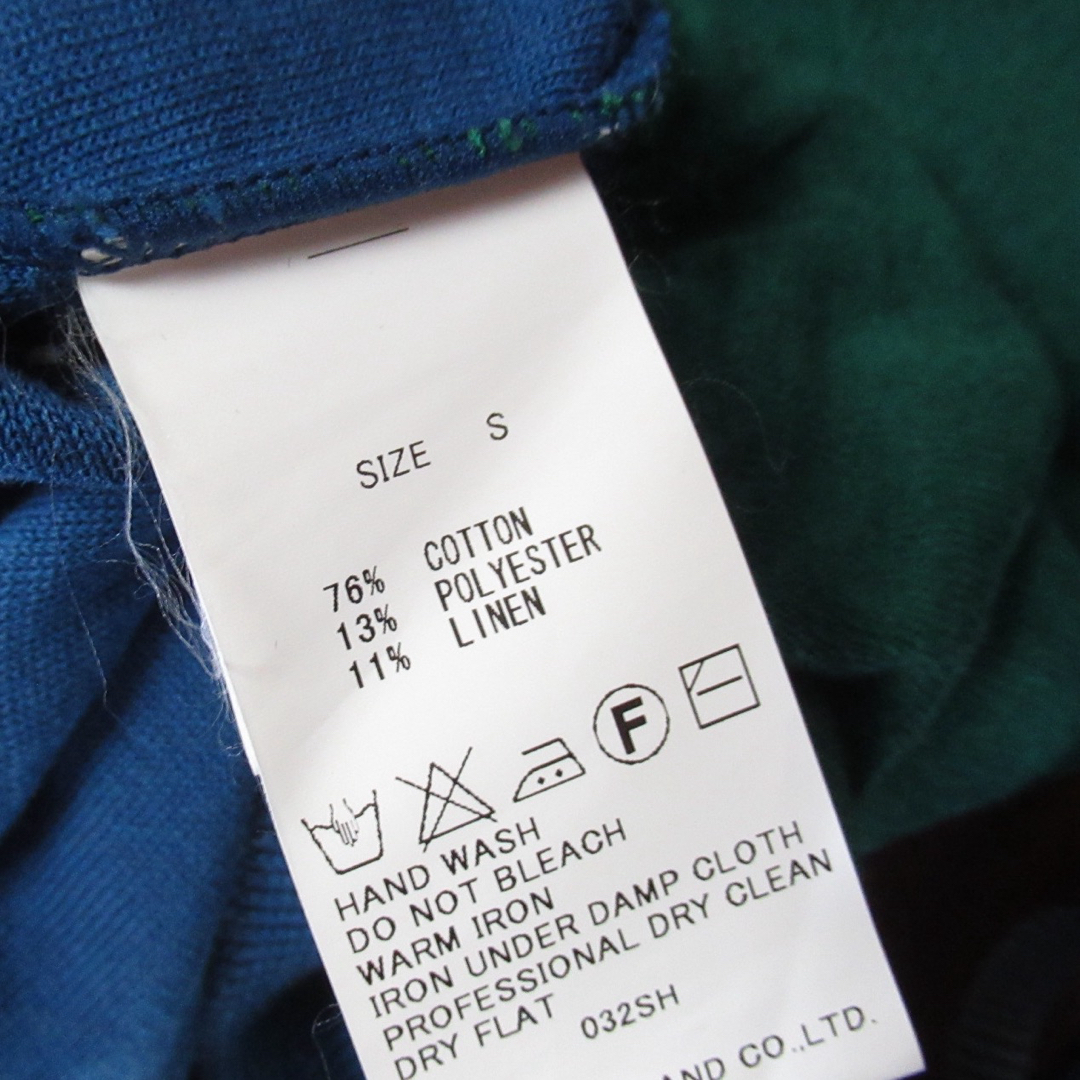 SIZE S
76% COTTON
13% POLYESTER
11% LINEN
F
HAND WASH
DO NOT BLEACH
WARM IRON
IRON UNDER DAMP CLOTH
PROFESSIONAL DRY CLEAN
DRY FLAT
032SH
CO.,LTD.